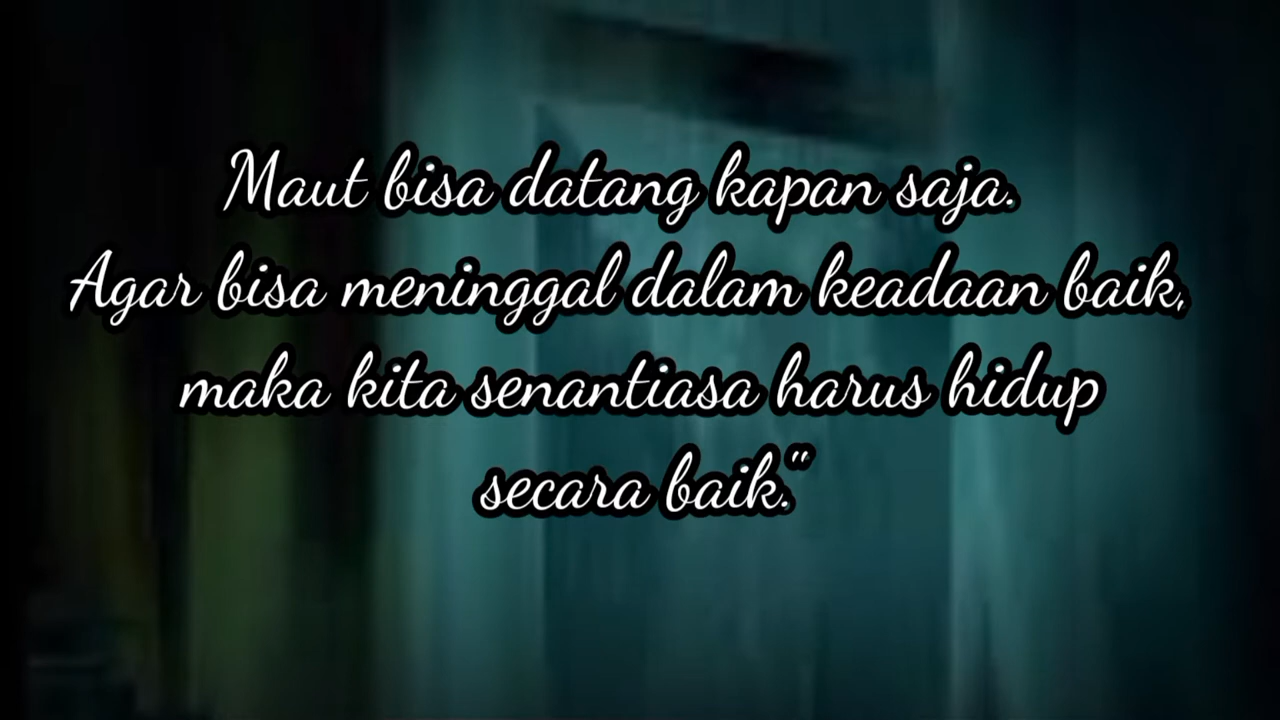 Maut bisa datang kapan saja.
Agar bisa meninggal dalam keadaan baik,
maka kita senantiasa harus hidup
secara baik."